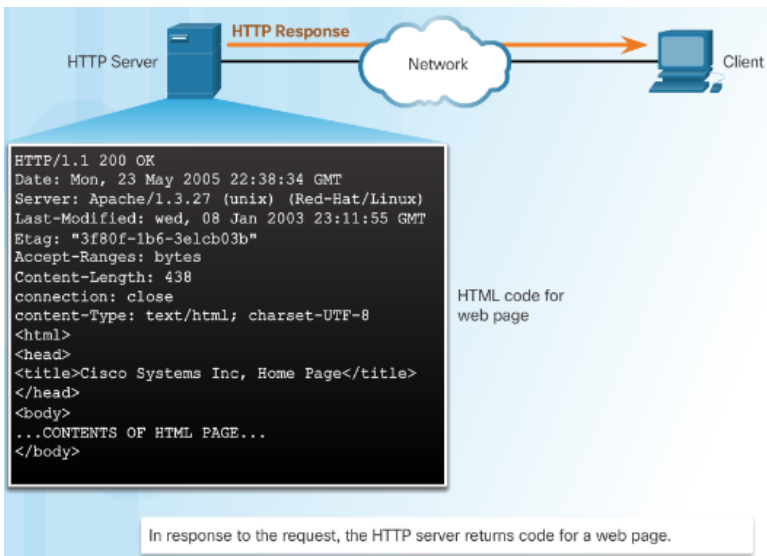 HTTP Response
HTTP Server
Network
Client
HTTP/1.1 200 OK
Date: Mon, 23 May 2005 22:38:34 GMT
Server: Apache/1.3.27 (unix) (Red-Hat/Linux)
Last-Modified: wed, 08 Jan 2003 23:11:55 GMT
Etag: "3f80f-1b6-3elcb03b"
Accept-Ranges: bytes
Content-Length: 438
connection: close
content-Type: text/html; charset-UTF-8
<html>
<head>
<title>Cisco Systems Inc, Home Page</title>
</head>
<body>
...CONTENTS OF HTML PAGE...
</body>
HTML code for
web page
In response to the request, the HTTP server returns code for a web page.